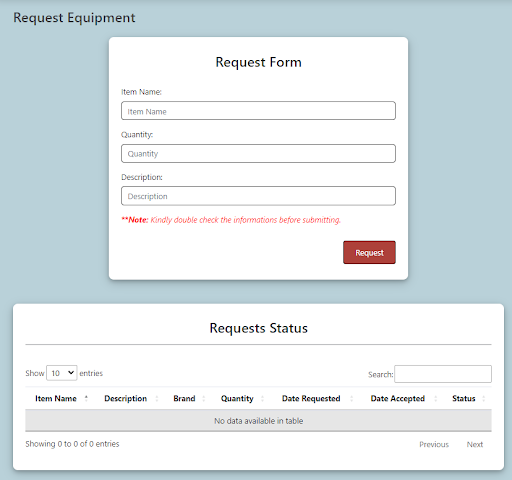 Request Equipment
Request Form
Item Name:
Item Name
Quantity:
Quantity
Description:
Description
**Note: Kindly double check the informations before submitting.
Request
Requests Status
Show 10 entries Search:
Item Name Description Brand Quantity Date Requested Date Accepted Status
No data available in table
Showing 0 to 0 of 0 entries Previous Next